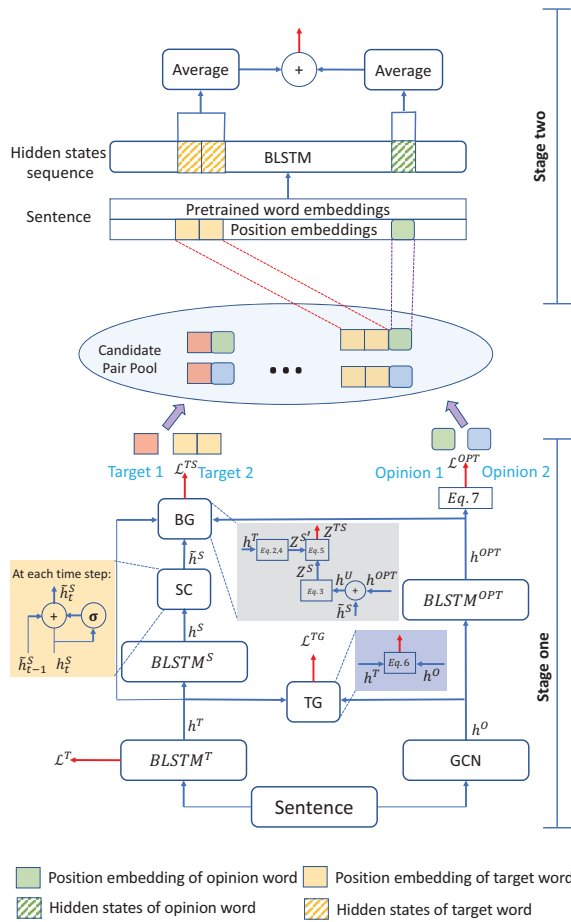 Average
+
Average
Hidden states
sequence
BLSTM
Sentence
Pretrained word embeddings
Position embeddings
Stage two
Candidate
Pair Pool
...
Target 1
Target 2
Opinion 1
Opinion 2
ℒ^{TS}
ℒ^{OPT}
Eq.7
BG
h̃^S
h^{OPT}
h^T
Eq.2,4
Z^{S'}
Eq.5
Z^{TS}
Z^S
Eq.3
h^U
+
h^{OPT}
h̃^S
At each time step:
h̃_t^S
+
σ
h̃_{t-1}^S
h_t^S
SC
h^S
BLSTM^{OPT}
BLSTM^S
ℒ^{TG}
Eq.6
h^T
h^O
TG
h^T
h^O
Stage one
ℒ^T
BLSTM^T
GCN
Sentence
Position embedding of opinion word
Position embedding of target word
Hidden states of opinion word
Hidden states of target word